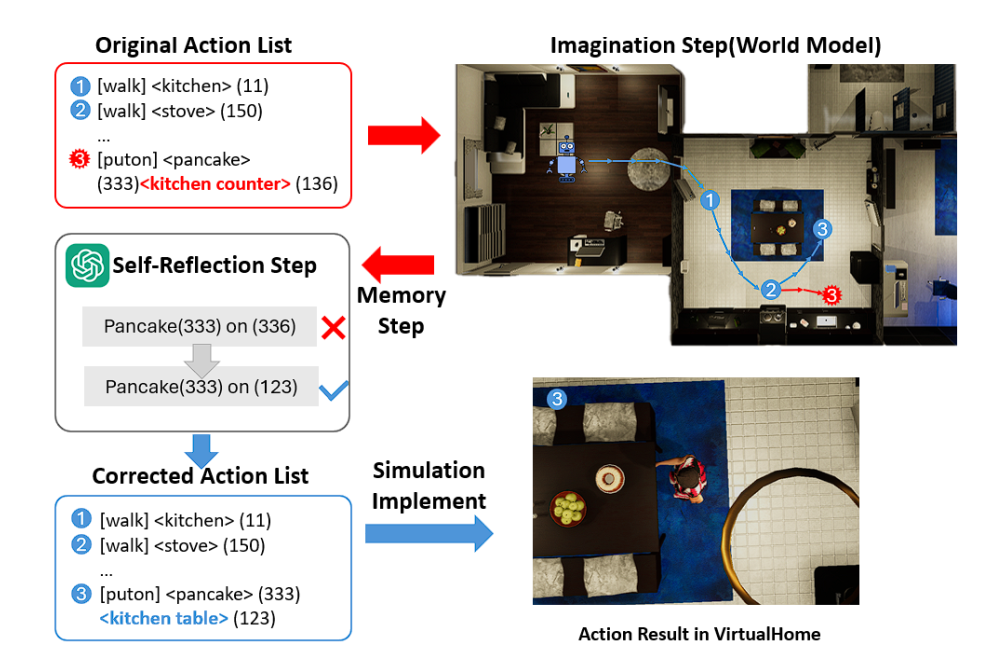 Original Action List
1 [walk] <kitchen> (11)
2 [walk] <stove> (150)
...
3 [puton] <pancake>
(333)<kitchen counter> (136)
Imagination Step(World Model)
1
3
2
3
Memory
Step
Self-Reflection Step
Pancake(333) on (336)
Pancake(333) on (123)
Corrected Action List
1 [walk] <kitchen> (11)
2 [walk] <stove> (150)
...
3 [puton] <pancake> (333)
<kitchen table> (123)
Simulation
Implement
3
Action Result in VirtualHome